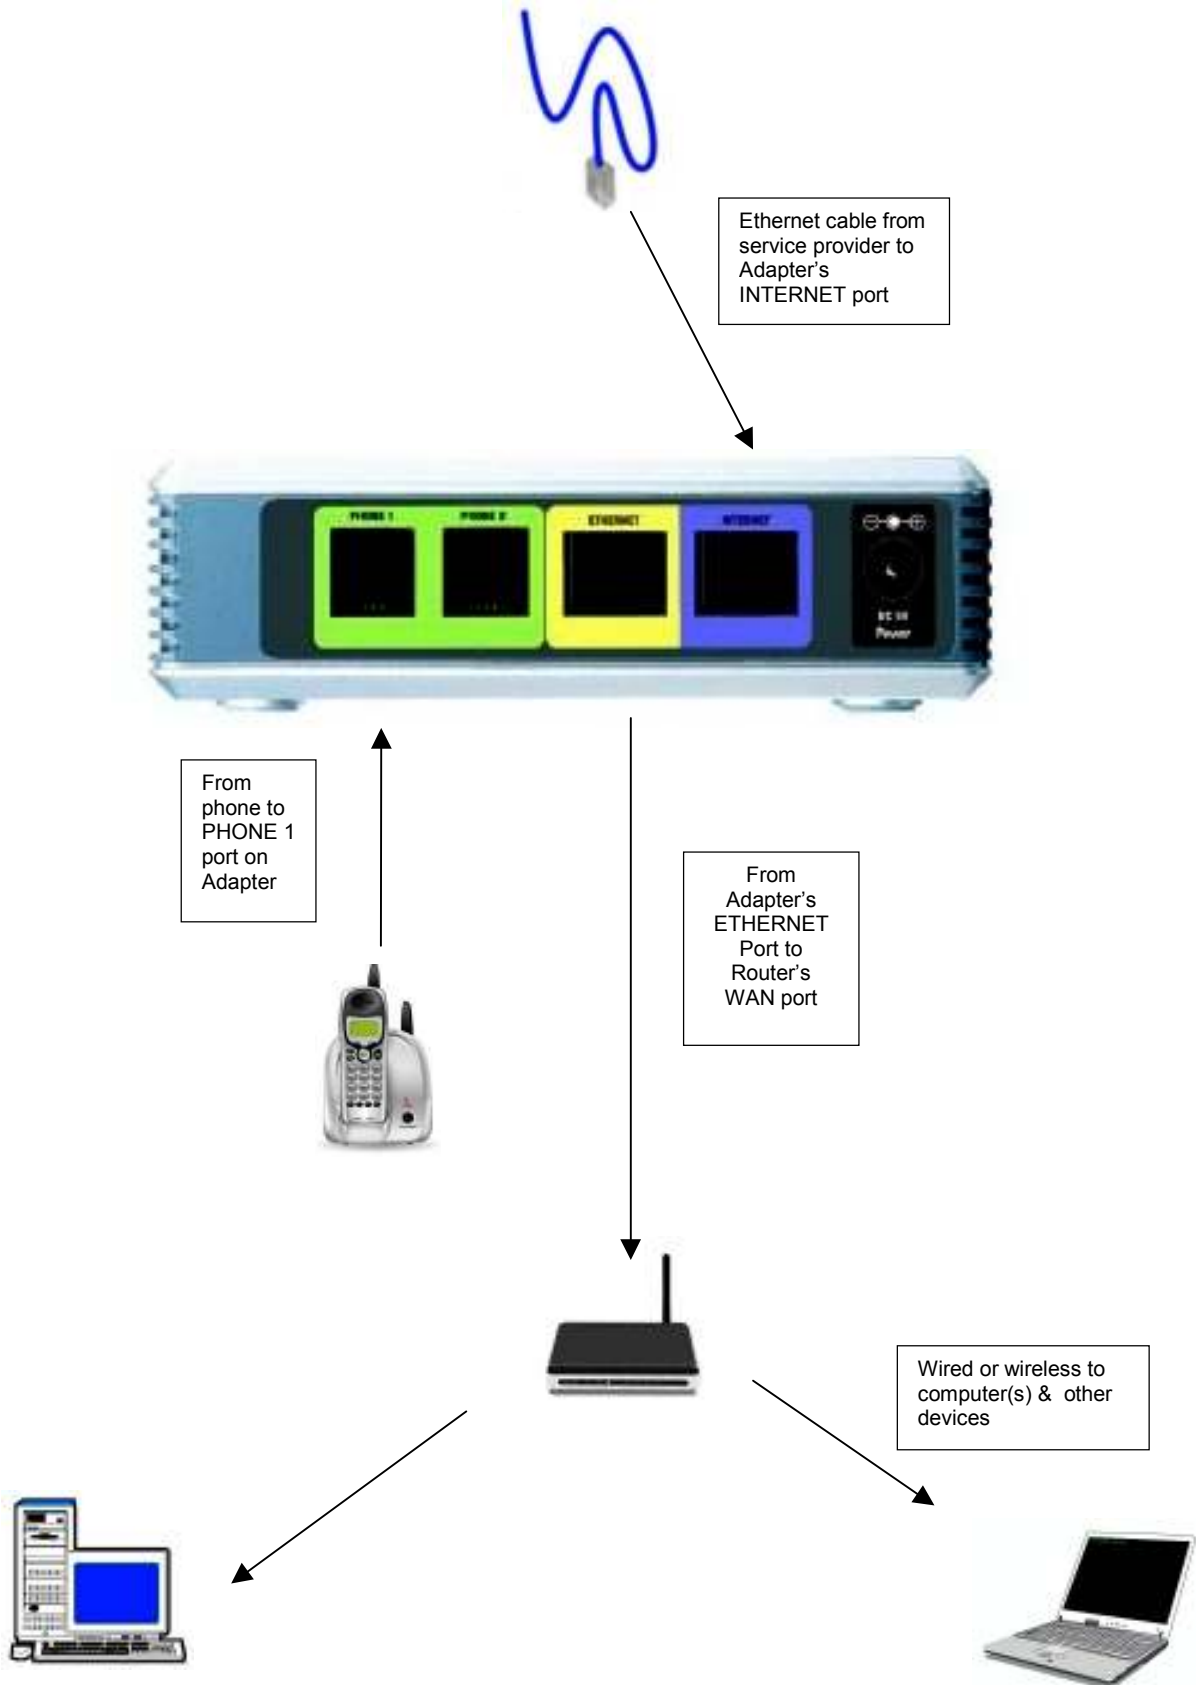 Ethernet cable from
service provider to
Adapter’s
INTERNET port
PHONE 1
PHONE 2
ETHERNET
INTERNET
Power
From
phone to
PHONE 1
port on
Adapter
From
Adapter’s
ETHERNET
Port to
Router’s
WAN port
Wired or wireless to
computer(s) & other
devices